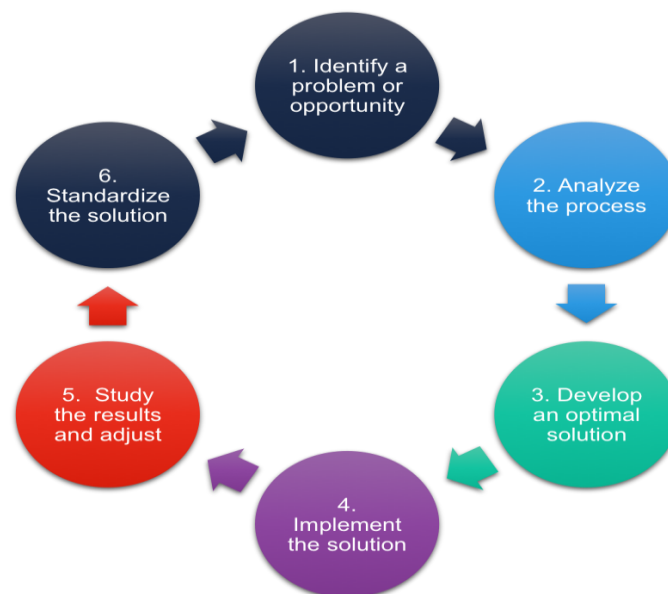 1. Identify a
problem or
opportunity
2. Analyze
the process
3. Develop
an optimal
solution
4.
Implement
the solution
5. Study
the results
and adjust
6.
Standardize
the solution